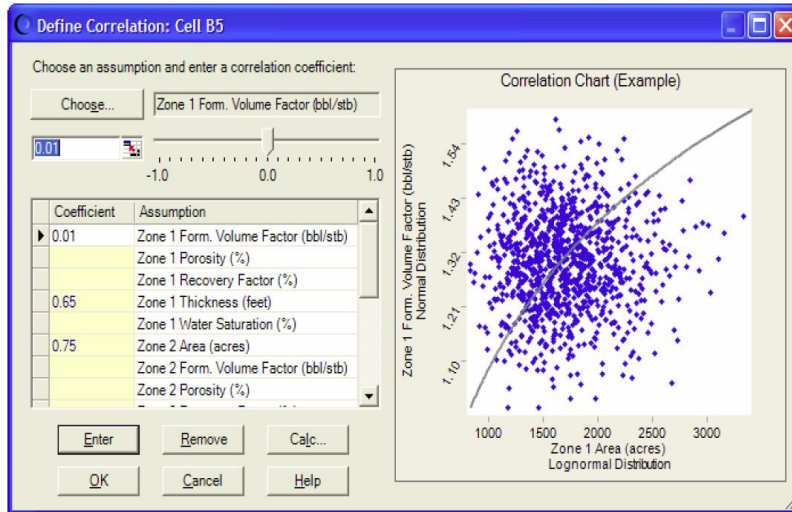 Define Correlation: Cell B5
Choose an assumption and enter a correlation coefficient:
Choose... Zone 1 Form. Volume Factor (bbl/stb)
0.01
-1.0 0.0 1.0
Coefficient Assumption
0.01 Zone 1 Form. Volume Factor (bbl/stb)
Zone 1 Porosity (%)
Zone 1 Recovery Factor (%)
0.65 Zone 1 Thickness (feet)
Zone 1 Water Saturation (%)
0.75 Zone 2 Area (acres)
Zone 2 Form. Volume Factor (bbl/stb)
Zone 2 Porosity (%)
Enter Remove Calc...
OK Cancel Help
Correlation Chart (Example)
Zone 1 Form. Volume Factor (bbl/stb)
Normal Distribution
1.54
1.43
1.32
1.21
1.10
1000 1500 2000 2500 3000
Zone 1 Area (acres)
Lognormal Distribution